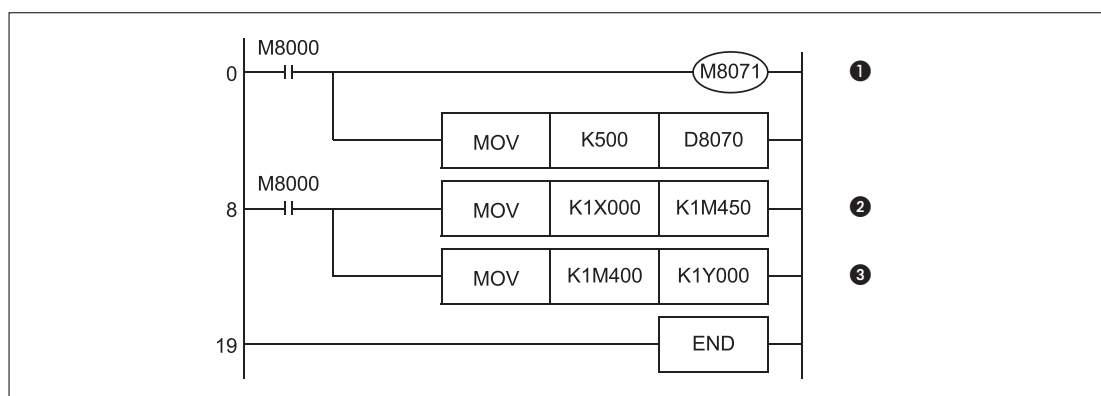 M8000
0 M8071 ❶
MOV K500 D8070
M8000
8 MOV K1X000 K1M450 ❷
MOV K1M400 K1Y000 ❸
19 END